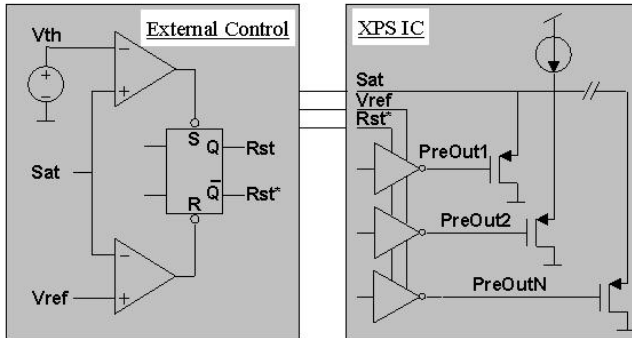 External Control
Vth
−
+
+
−
Sat
S
Q
Rst
Q
Rst*
R
−
Vref
+
XPS IC
Sat
Vref
Rst*
PreOut1
PreOut2
PreOutN